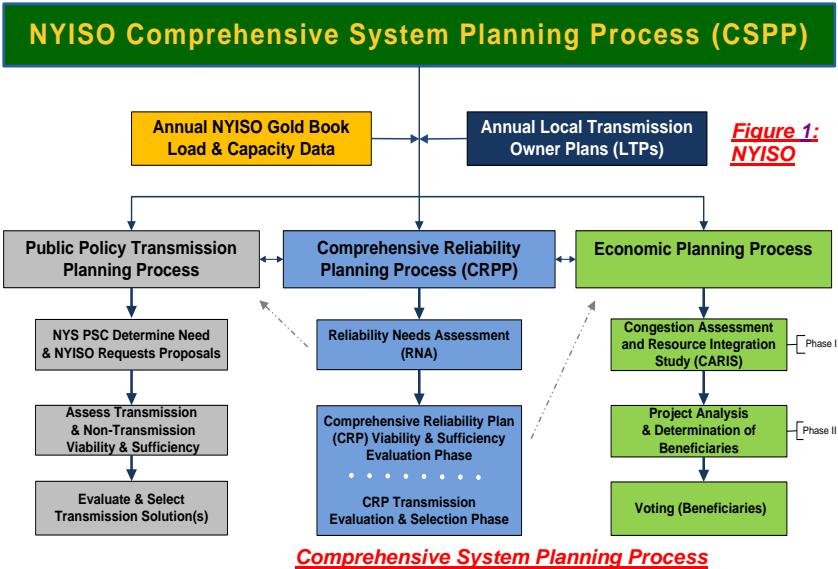 NYISO Comprehensive System Planning Process (CSPP)
Annual NYISO Gold Book
Load & Capacity Data
Annual Local Transmission
Owner Plans (LTPs)
Figure 1:
NYISO
Public Policy Transmission
Planning Process
Comprehensive Reliability
Planning Process (CRPP)
Economic Planning Process
NYS PSC Determine Need
& NYISO Requests Proposals
Reliability Needs Assessment
(RNA)
Congestion Assessment
and Resource Integration
Study (CARIS)
Phase I
Assess Transmission
& Non-Transmission
Viability & Sufficiency
Comprehensive Reliability Plan
(CRP) Viability & Sufficiency
Evaluation Phase
CRP Transmission
Evaluation & Selection Phase
Project Analysis
& Determination of
Beneficiaries
Phase II
Evaluate & Select
Transmission Solution(s)
Voting (Beneficiaries)
Comprehensive System Planning Process